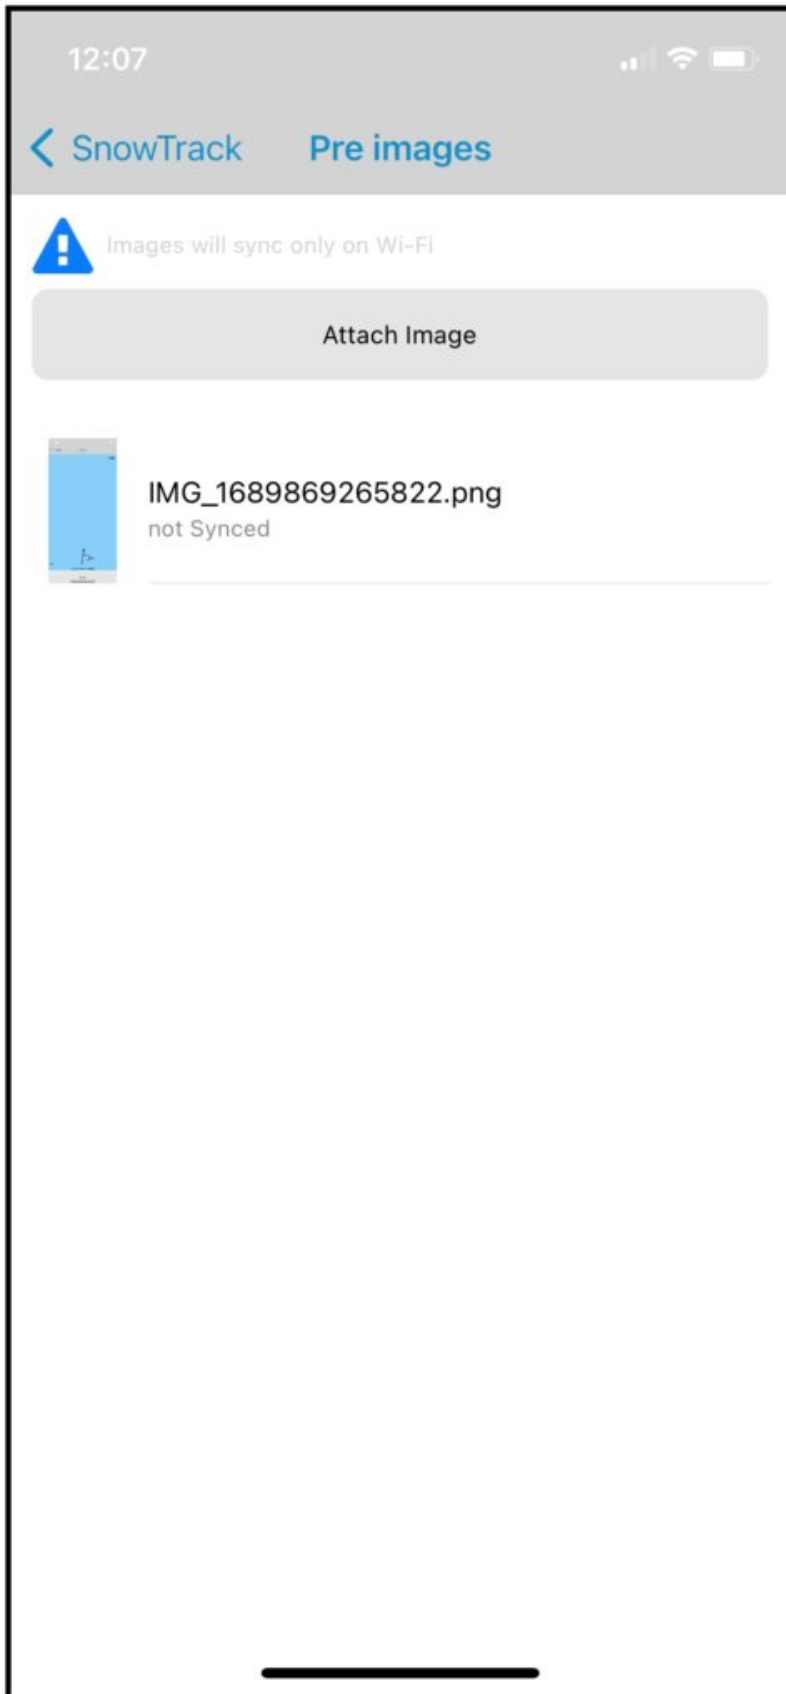 12:07
SnowTrack Pre images
Images will sync only on Wi-Fi
Attach Image
IMG_1689869265822.png
not Synced